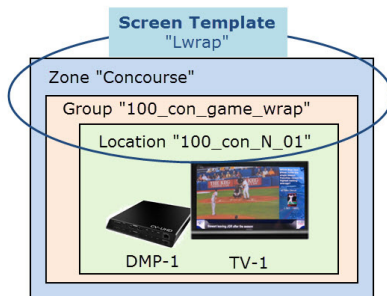 Screen Template
"Lwrap"
Zone "Concourse"
Group "100_con_game_wrap"
Location "100_con_N_01"
DMP-1 TV-1